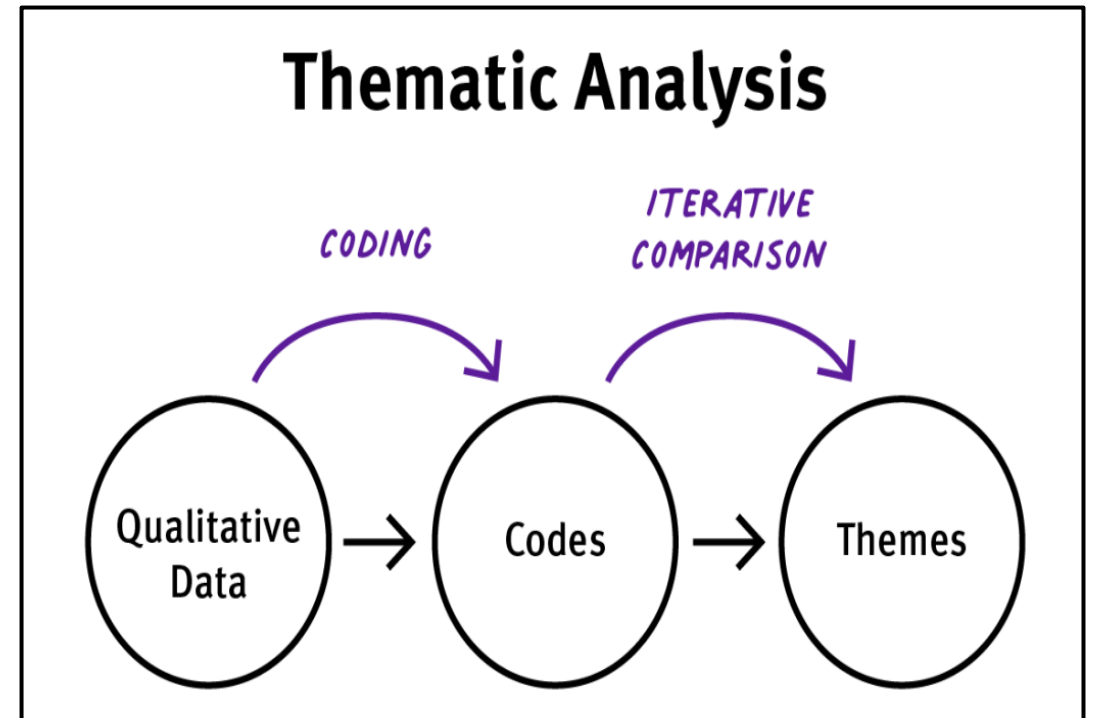 Thematic Analysis
CODING
ITERATIVE
COMPARISON
Qualitative
Data
Codes
Themes